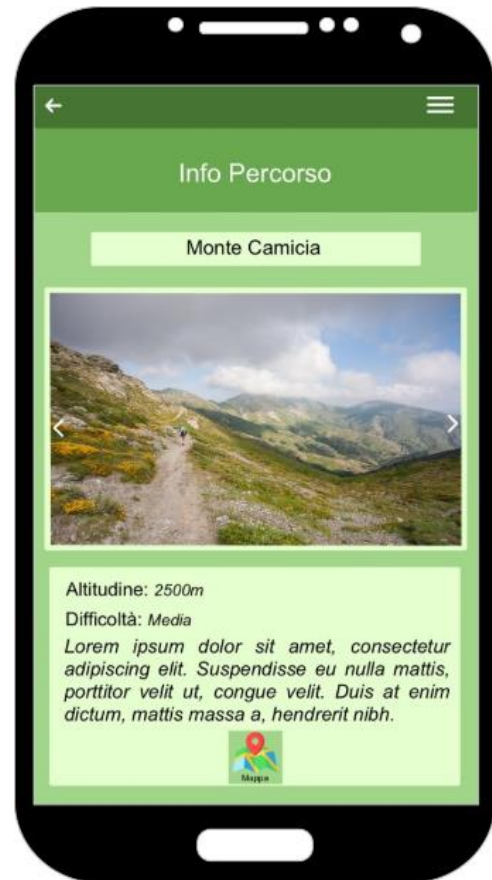 Info Percorso
Monte Camicia
Altitudine: 2500m
Difficoltà: Media
Lorem ipsum dolor sit amet, consectetur
adipiscing elit. Suspendisse eu nulla mattis,
porttitor velit ut, congue velit. Duis at enim
dictum, mattis massa a, hendrerit nibh.
Mappa